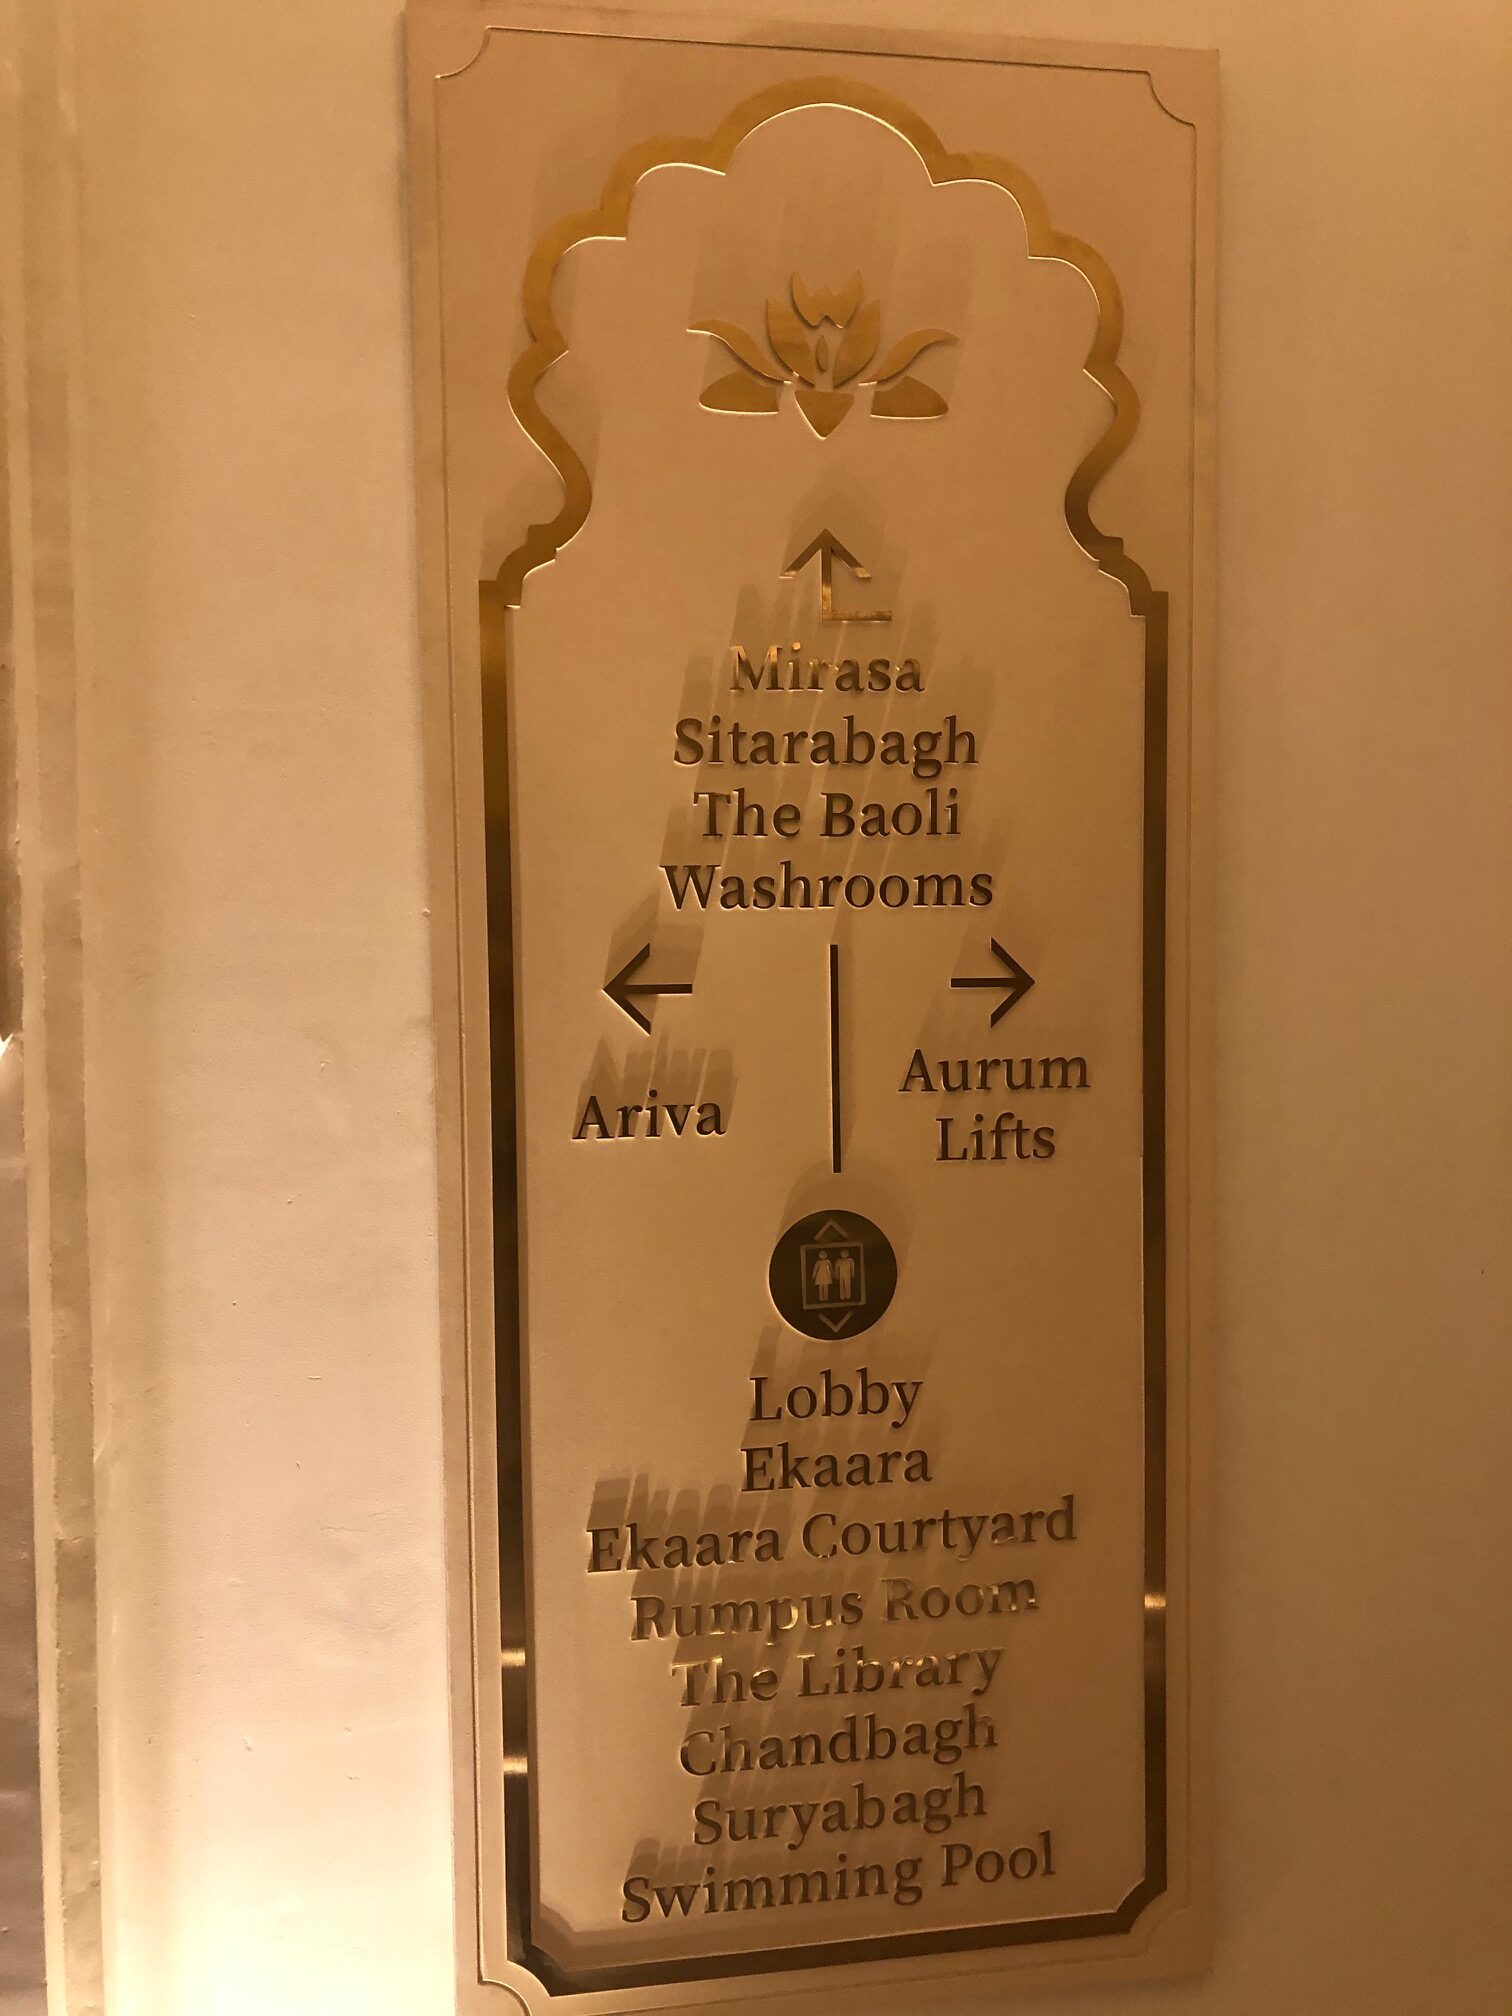 Mirasa
Sitarabagh
The Baoli
Washrooms
Ariva
Aurum
Lifts
Lobby
Ekaara
Ekaara Courtyard
Rumpus Room
The Library
Chandbagh
Suryabagh
Swimming Pool